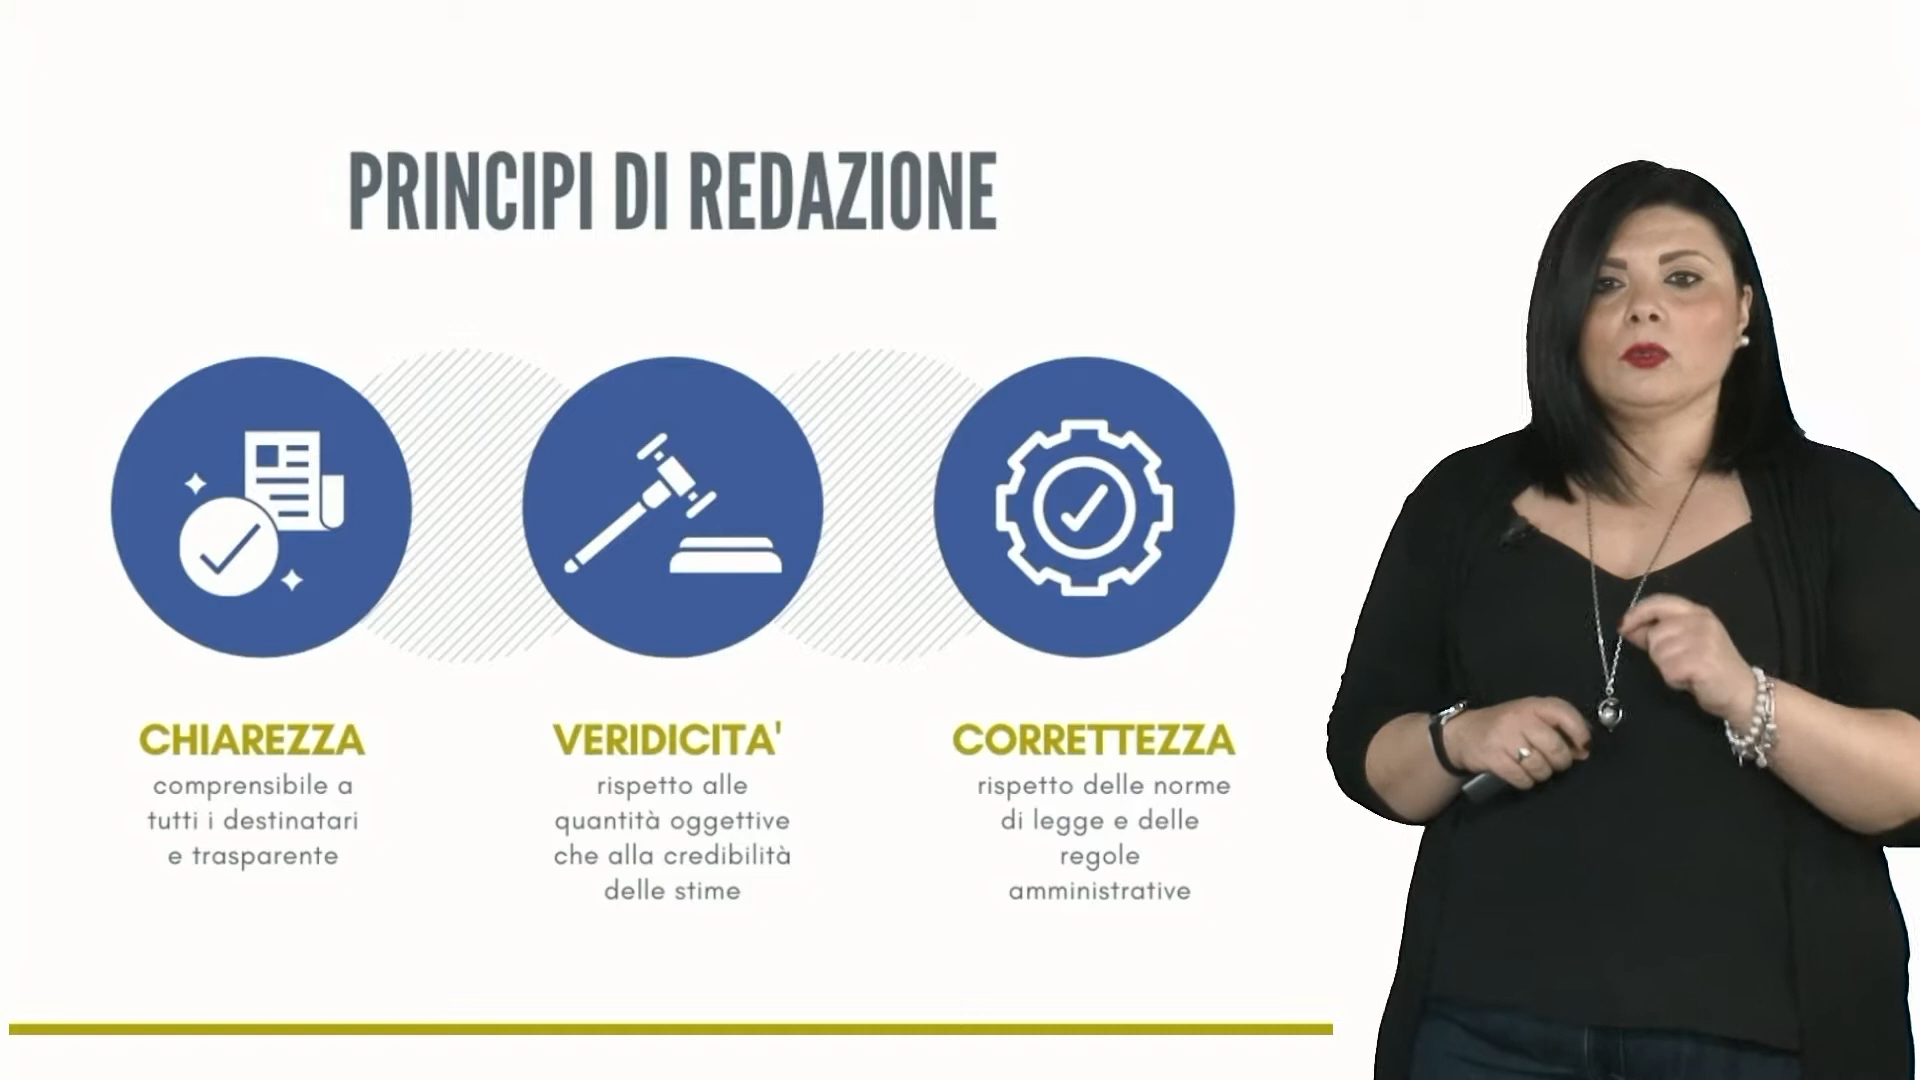 PRINCIPI DI REDAZIONE
CHIAREZZA
comprensibile a
tutti i destinatari
e trasparente
VERIDICITA'
rispetto alle
quantità oggettive
che alla credibilità
delle stime
CORRETTEZZA
rispetto delle norme
di legge e delle
regole
amministrative